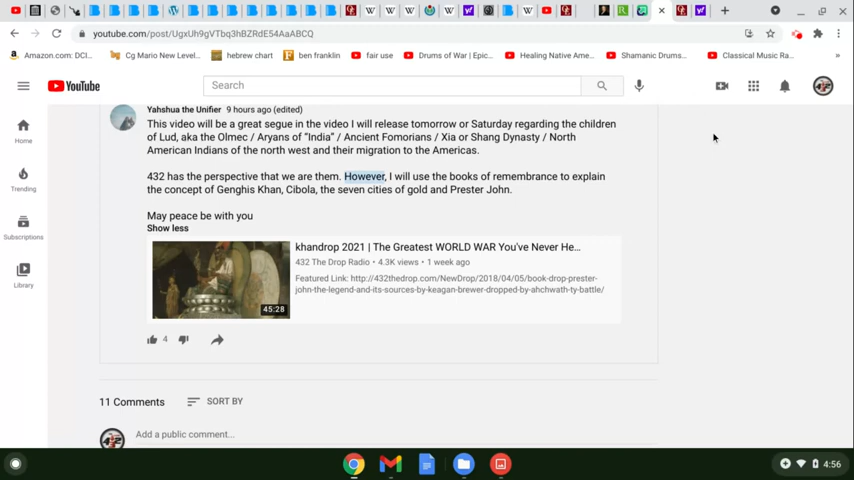 youtube.com/post/UgxUh9gVTbq3hBZRdE54AaABCQ
Amazon.com: DCI...
Cg Mario New Level...
hebrew chart
ben franklin
fair use
Drums of War | Epic...
Healing Native Ame...
Shamanic Drums...
Classical Music Ra...
YouTube
Search
Home
Trending
Subscriptions
Library
Yahshua the Unifier 9 hours ago (edited)
This video will be a great segue in the video I will release tomorrow or Saturday regarding the children
of Lud, aka the Olmec / Aryans of "India" / Ancient Fomorians / Xia or Shang Dynasty / North
American Indians of the north west and their migration to the Americas.
432 has the perspective that we are them. However, I will use the books of remembrance to explain
the concept of Genghis Khan, Cibola, the seven cities of gold and Prester John.
May peace be with you
Show less
khandrop 2021 | The Greatest WORLD WAR You've Never He...
432 The Drop Radio • 4.3K views • 1 week ago
Featured Link: http://432thedrop.com/NewDrop/2018/04/05/book-drop-prester-
john-the-legend-and-its-sources-by-keagan-brewer-dropped-by-ahchwath-ty-battle/
45:28
4
11 Comments
SORT BY
Add a public comment...
4:56